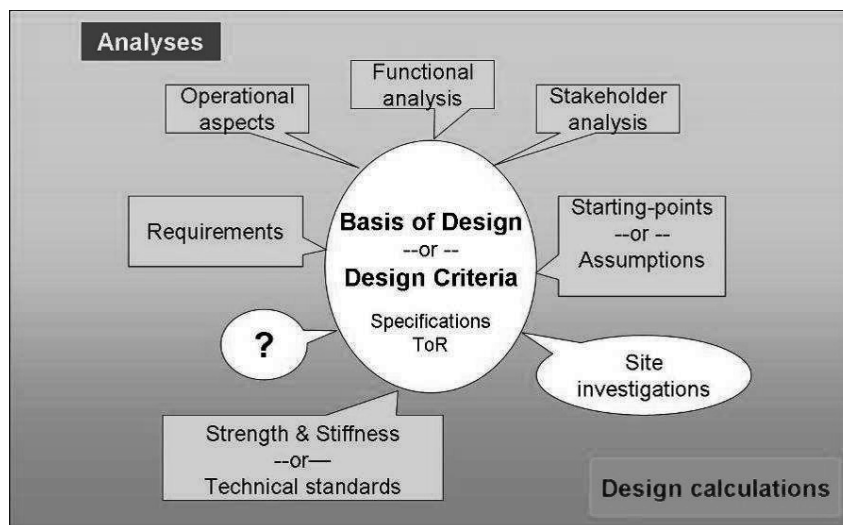 Analyses
Functional
analysis
Operational
aspects
Stakeholder
analysis
Requirements
Basis of Design
--or --
Design Criteria
Specifications
ToR
Starting-points
--or --
Assumptions
?
Site
investigations
Strength & Stiffness
--or—
Technical standards
Design calculations